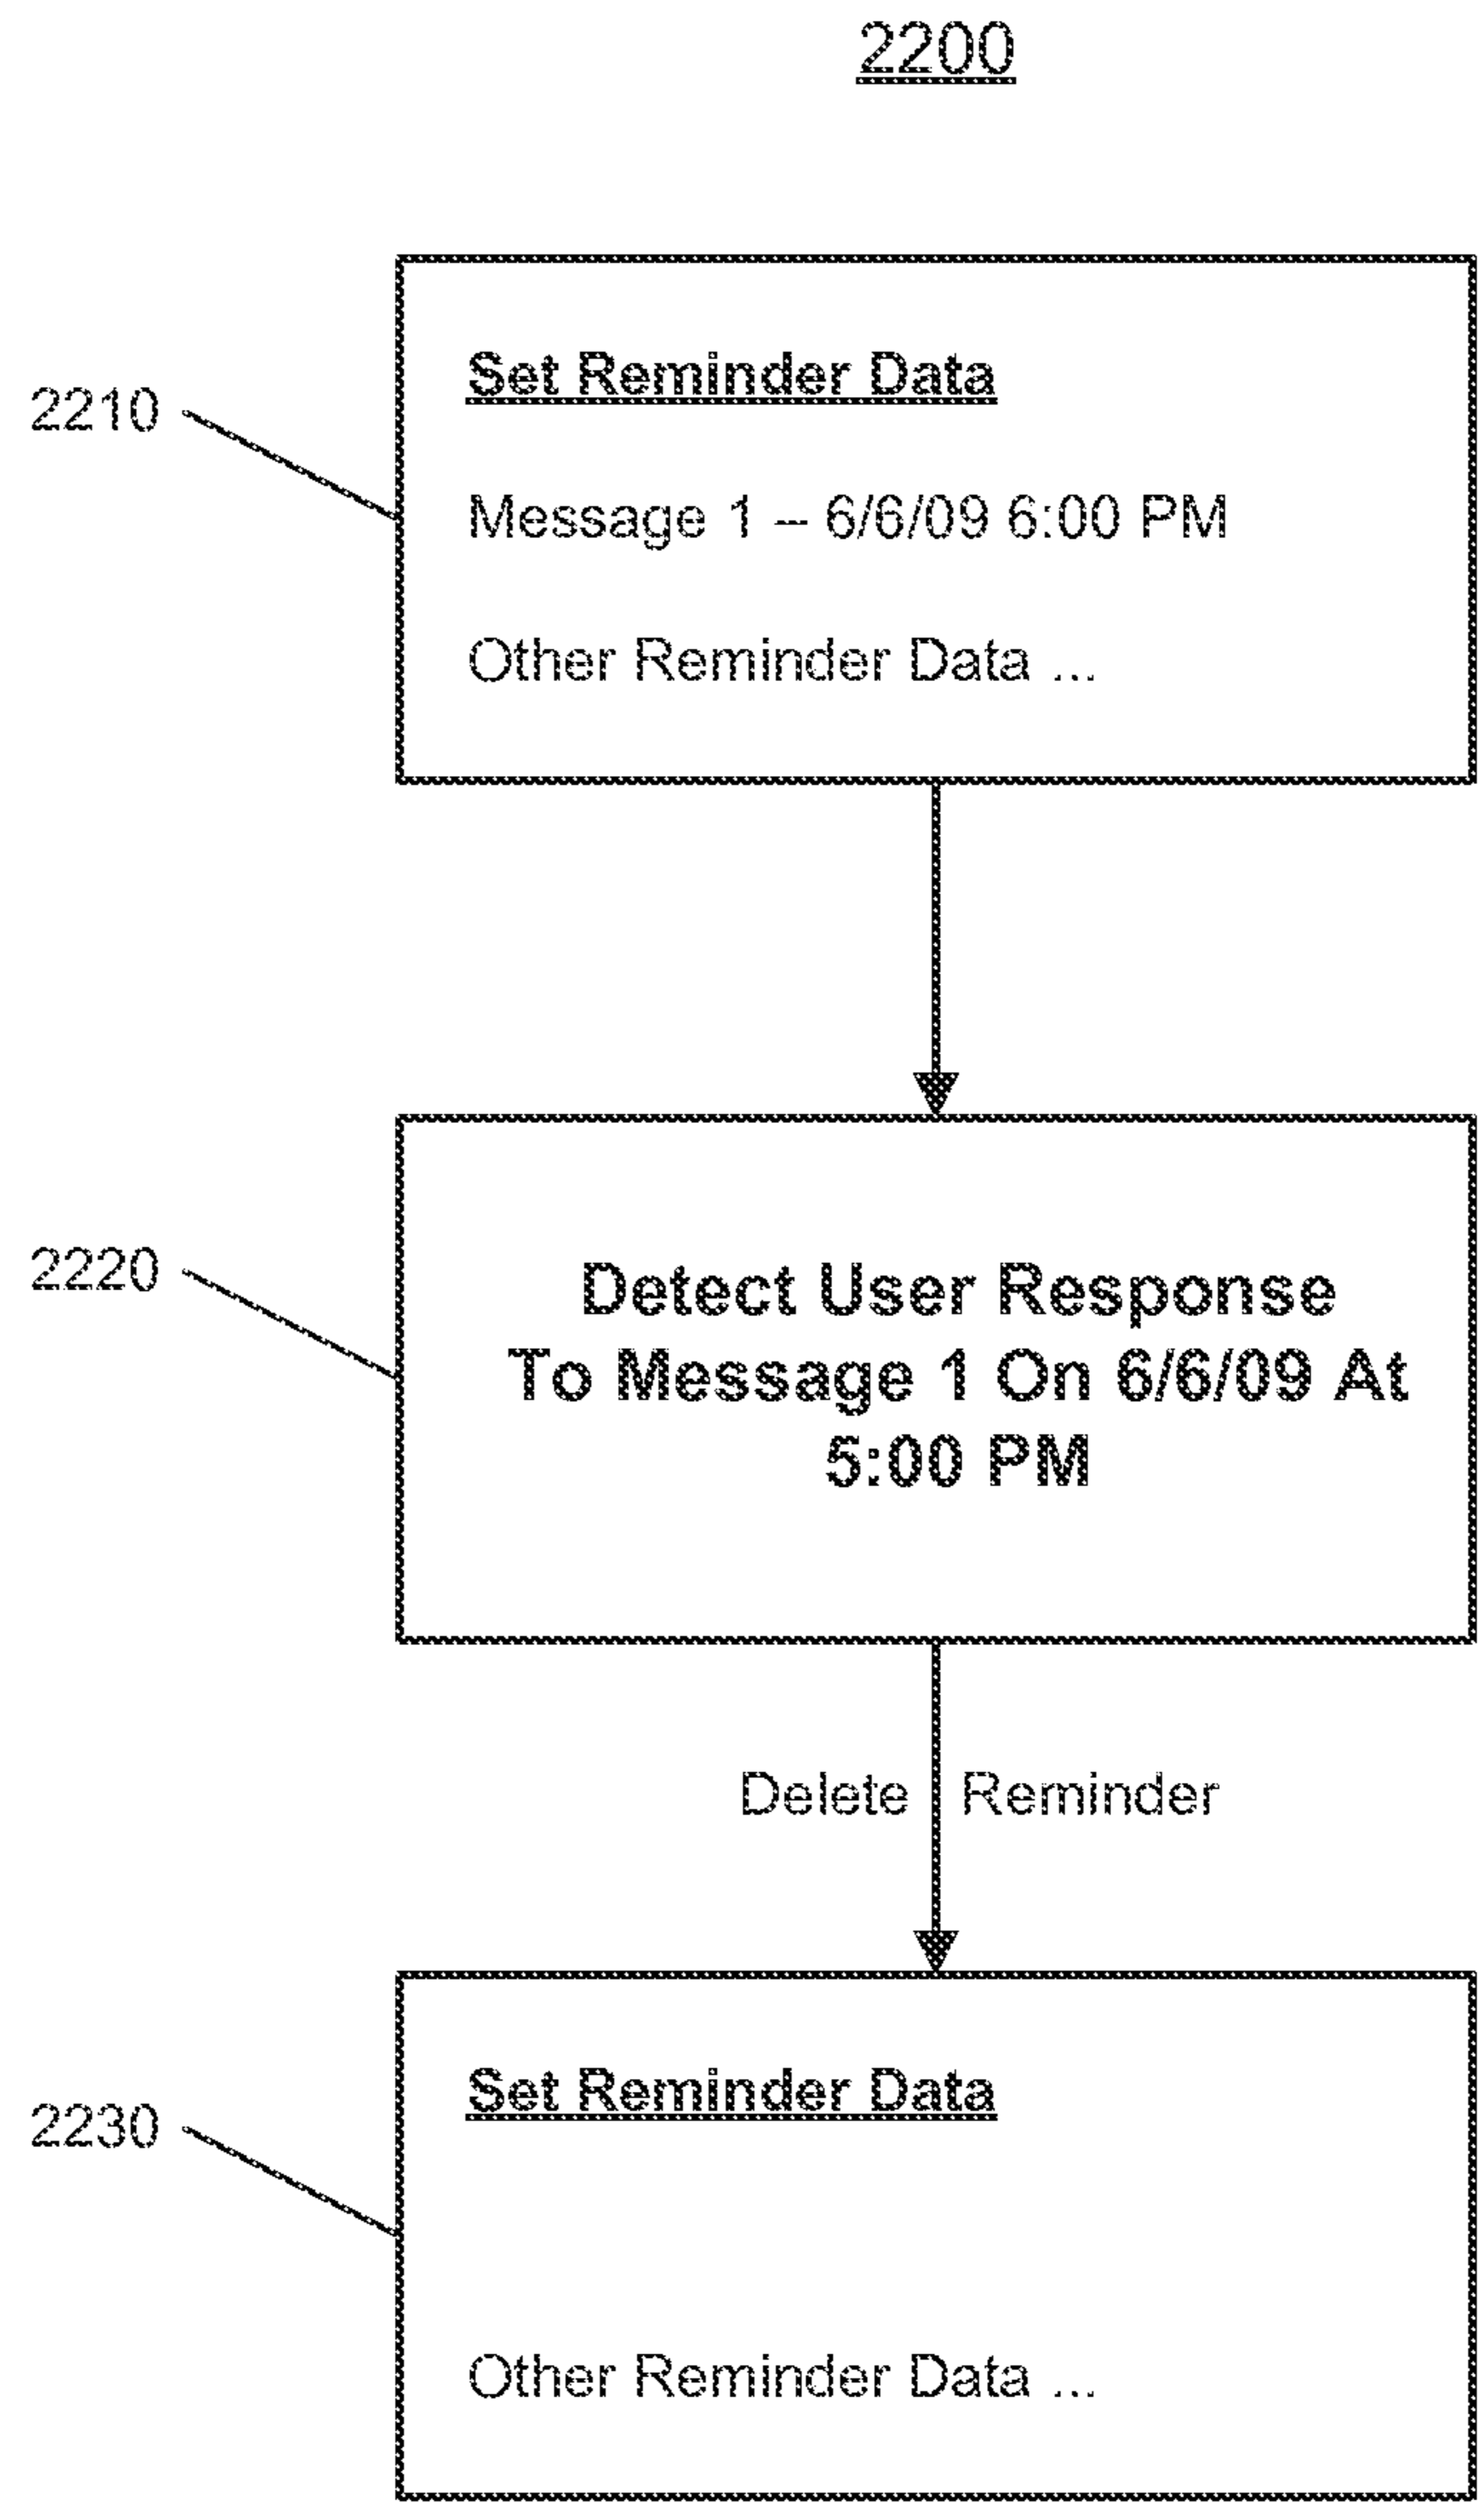 2200
2210
Set Reminder Data
Message 1 – 6/6/09 6:00 PM
Other Reminder Data ...
2220
Detect User Response
To Message 1 On 6/6/09 At
5:00 PM
Delete Reminder
2230
Set Reminder Data
Other Reminder Data ...